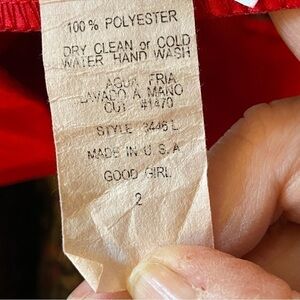 100 % POLYESTER
DRY CLEAN or COLD
WATER HAND WASH
AGUA FRIA
LAVADO A MANO
CUT #1470
STYLE 3446 L
MADE IN U.S.A
GOOD GIRL
2